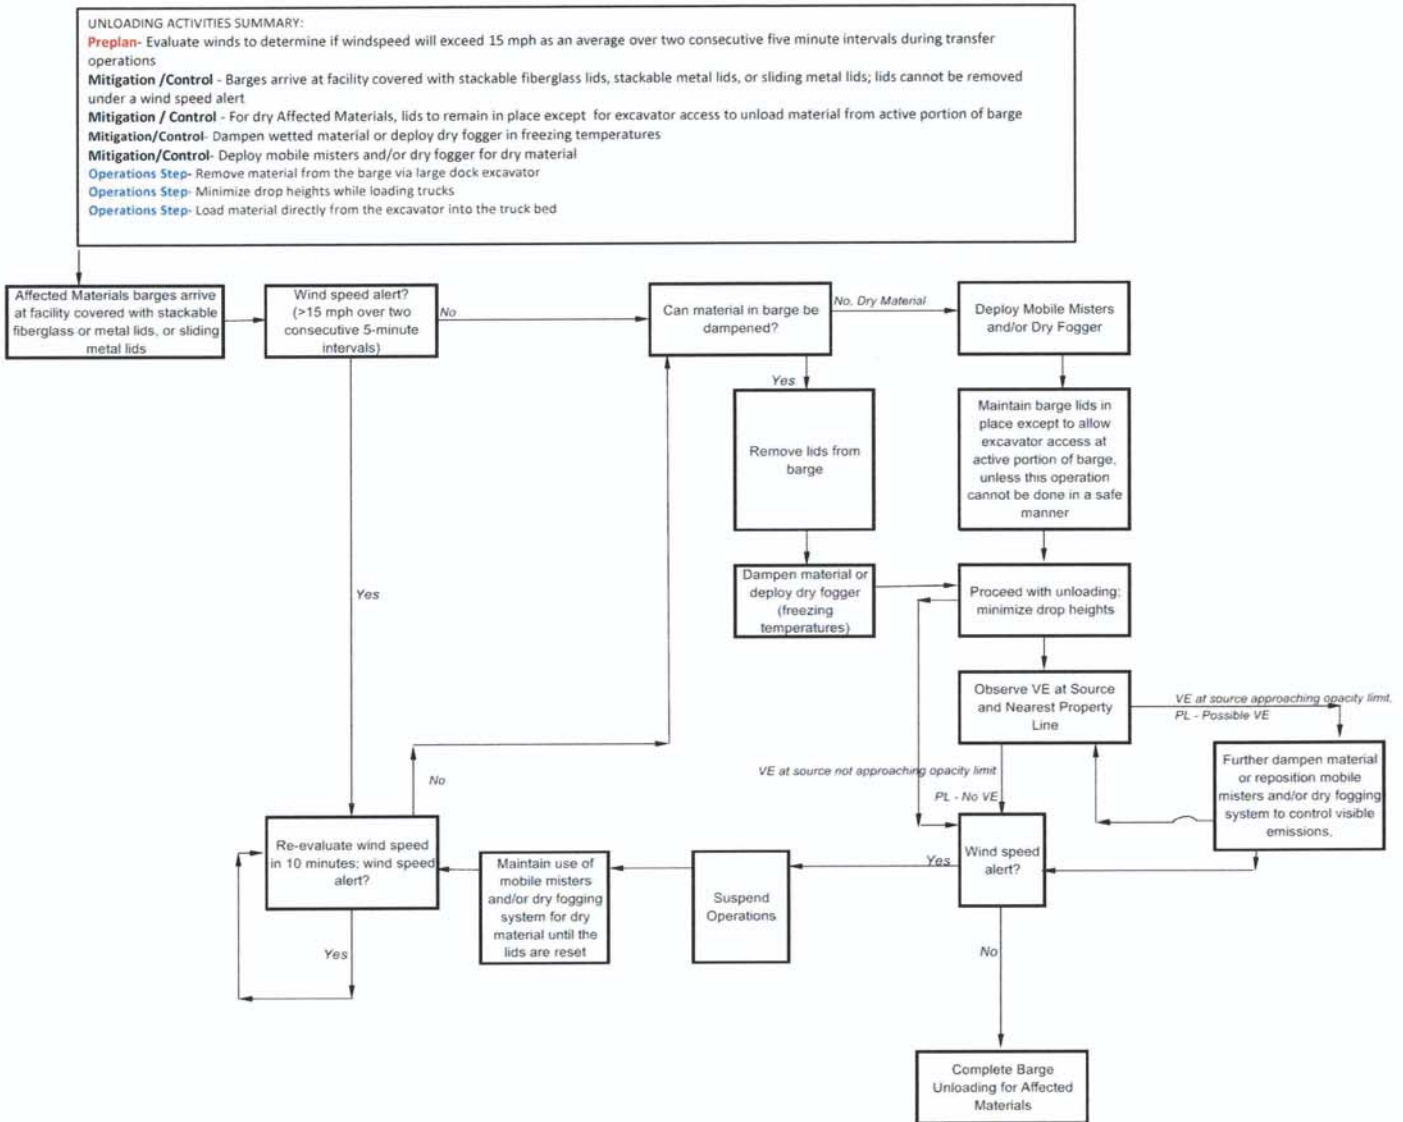 UNLOADING ACTIVITIES SUMMARY:
Preplan- Evaluate winds to determine if windspeed will exceed 15 mph as an average over two consecutive five minute intervals during transfer
operations
Mitigation /Control - Barges arrive at facility covered with stackable fiberglass lids, stackable metal lids, or sliding metal lids; lids cannot be removed
under a wind speed alert
Mitigation / Control - For dry Affected Materials, lids to remain in place except for excavator access to unload material from active portion of barge
Mitigation/Control- Dampen wetted material or deploy dry fogger in freezing temperatures
Mitigation/Control- Deploy mobile misters and/or dry fogger for dry material
Operations Step- Remove material from the barge via large dock excavator
Operations Step- Minimize drop heights while loading trucks
Operations Step- Load material directly from the excavator into the truck bed
Affected Materials barges arrive
at facility covered with stackable
fiberglass or metal lids, or sliding
metal lids
Wind speed alert?
(>15 mph over two
consecutive 5-minute
intervals)
No
Can material in barge be
dampened?
No, Dry Material
Deploy Mobile Misters
and/or Dry Fogger
Yes
Remove lids from
barge
Maintain barge lids in
place except to allow
excavator access at
active portion of barge,
unless this operation
cannot be done in a safe
manner
Yes
Dampen material or
deploy dry fogger
(freezing
temperatures)
Proceed with unloading;
minimize drop heights
Observe VE at Source
and Nearest Property
Line
VE at source approaching opacity limit,
PL - Possible VE
Further dampen material
or reposition mobile
misters and/or dry fogging
system to control visible
emissions.
VE at source not approaching opacity limit
PL - No VE
No
Re-evaluate wind speed
in 10 minutes; wind speed
alert?
Yes
Maintain use of
mobile misters
and/or dry fogging
system for dry
material until the
lids are reset
Suspend
Operations
Yes
Wind speed
alert?
No
Complete Barge
Unloading for Affected
Materials